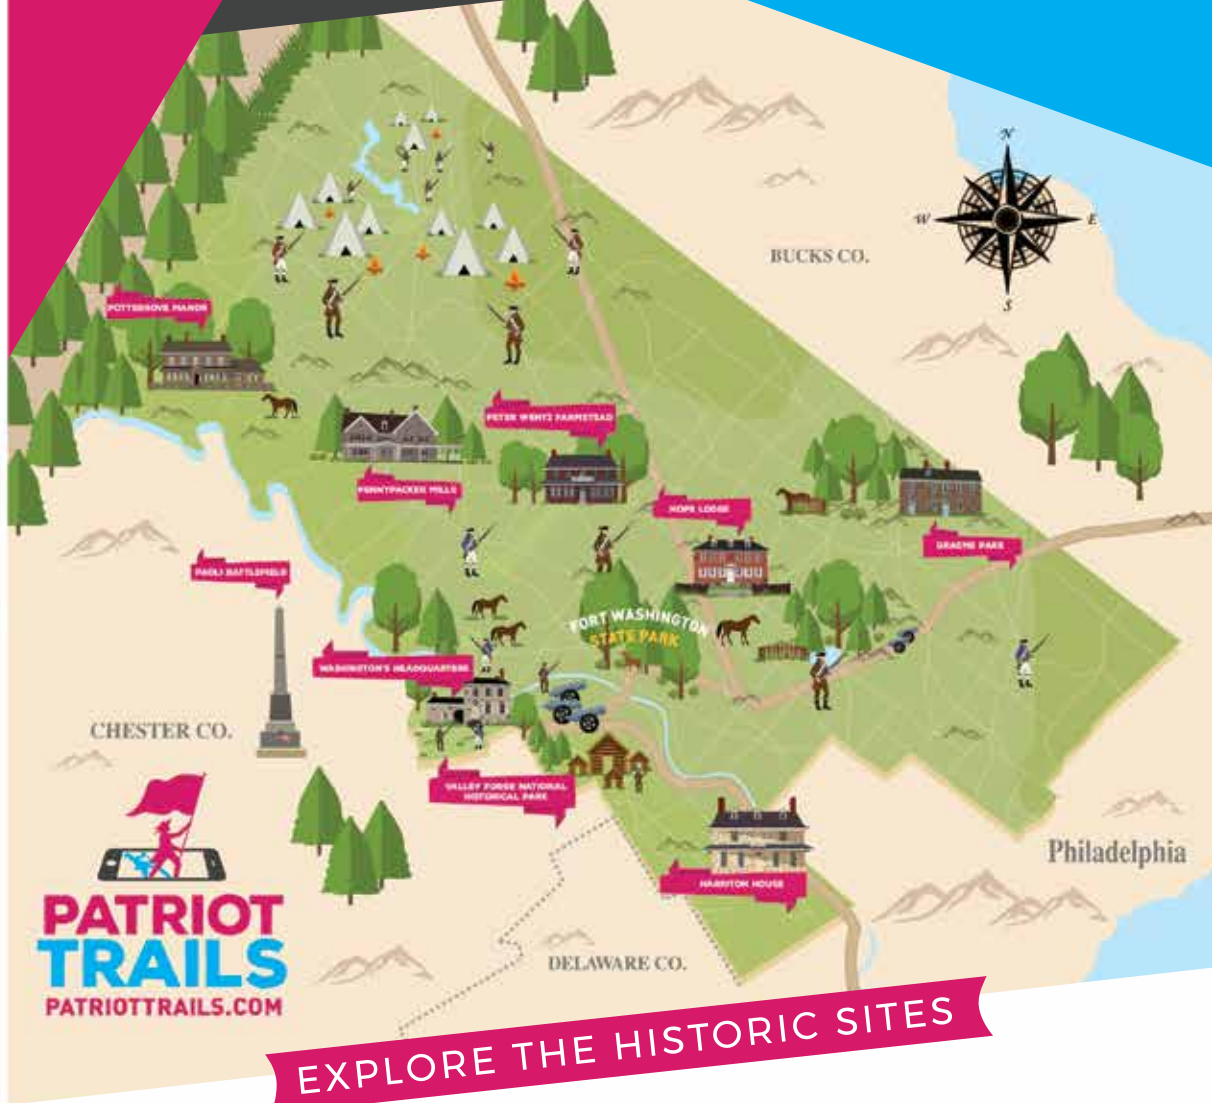 N
W
E
S
BUCKS CO.
POTTSGROVE MANOR
PETER WENTZ FARMSTEAD
PENNYPACKER MILLS
HOPE LODGE
GRAEME PARK
PAOLI BATTLEFIELD
FORT WASHINGTON
STATE PARK
WASHINGTON'S HEADQUARTERS
CHESTER CO.
VALLEY FORGE NATIONAL
HISTORICAL PARK
Philadelphia
HARRITON HOUSE
PATRIOT
TRAILS
PATRIOTTRAILS.COM
DELAWARE CO.
EXPLORE THE HISTORIC SITES